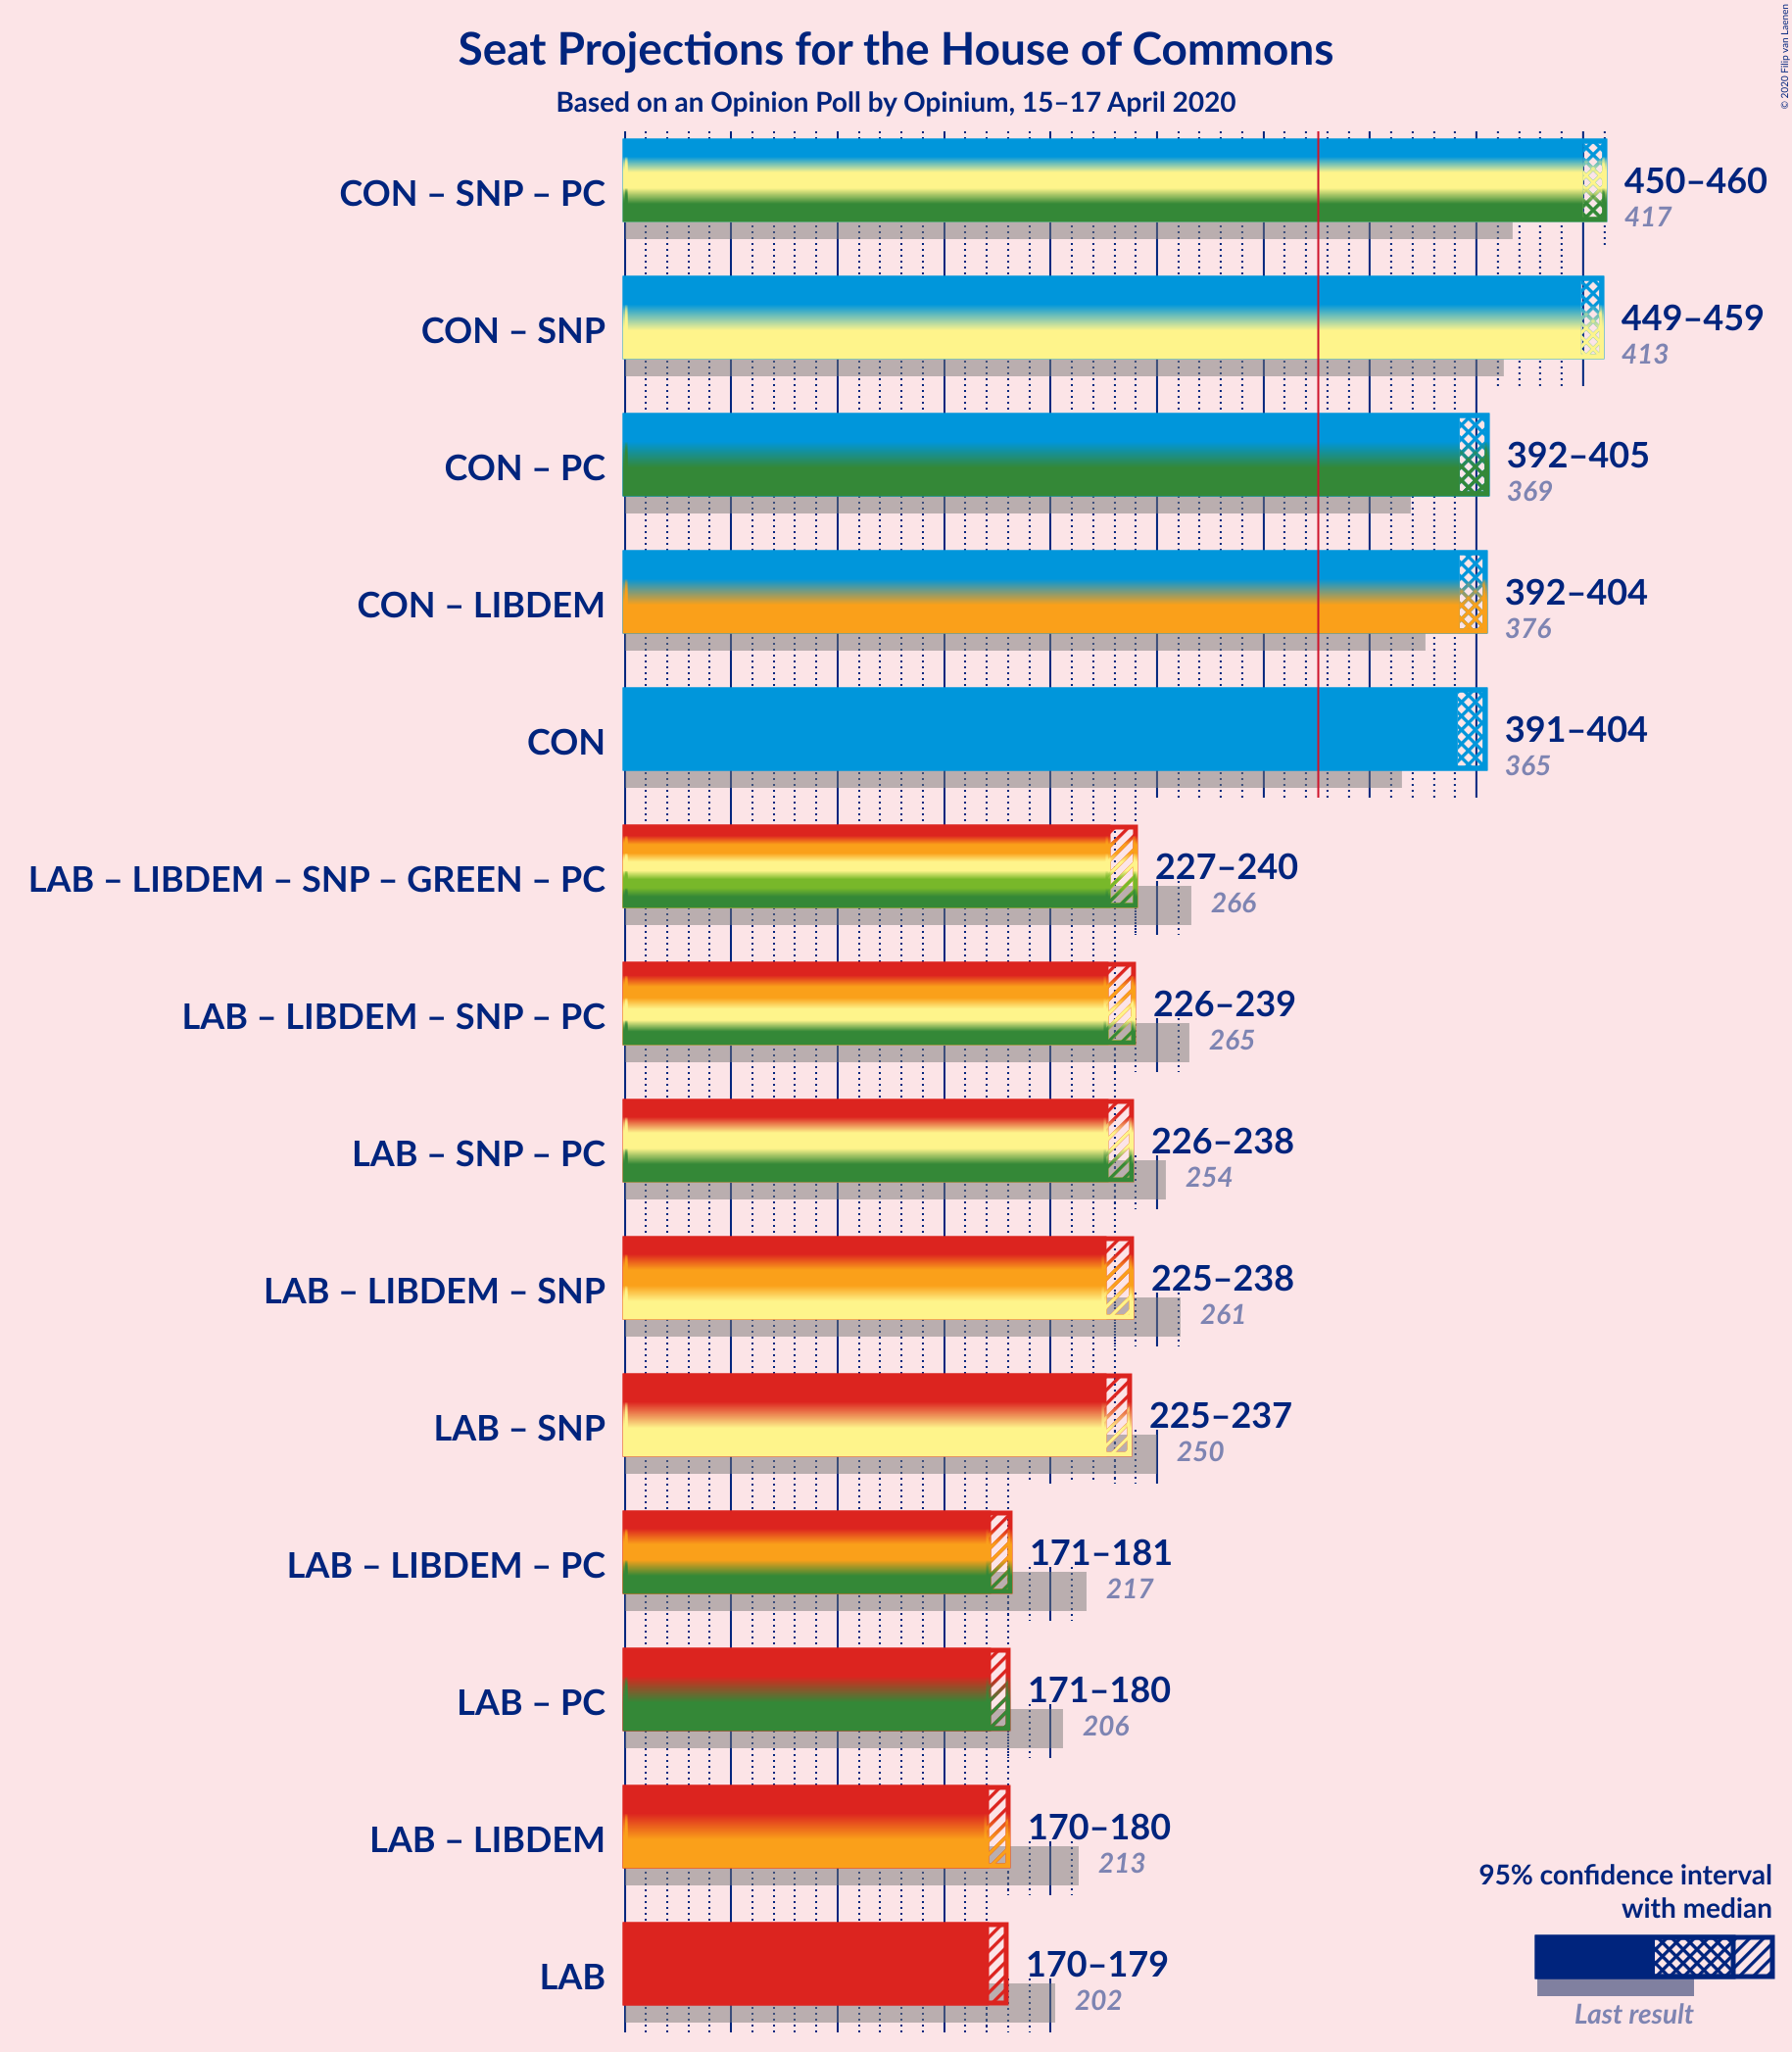 Seat Projections for the House of Commons
Based on an Opinion Poll by Opinium, 15–17 April 2020
© 2020 Filip van Laenen
CON – SNP – PC
450–460
417
CON – SNP
449–459
413
CON – PC
392–405
369
CON – LIBDEM
392–404
376
CON
391–404
365
LAB – LIBDEM – SNP – GREEN – PC
227–240
266
LAB – LIBDEM – SNP – PC
226–239
265
LAB – SNP – PC
226–238
254
LAB – LIBDEM – SNP
225–238
261
LAB – SNP
225–237
250
LAB – LIBDEM – PC
171–181
217
LAB – PC
171–180
206
LAB – LIBDEM
170–180
213
LAB
170–179
202
95% confidence interval
with median
Last result